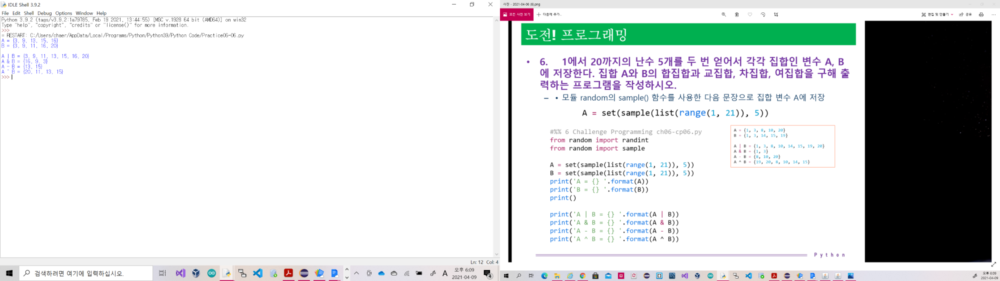 IDLE Shell 3.9.2
File Edit Shell Debug Options Window Help
Python 3.9.2 (tags/v3.9.2:1a79785, Feb 19 2021, 13:44:55) [MSC v.1928 64 bit (AMD64)] on win32
Type "help", "copyright", "credits" or "license()" for more information.
>>>
= RESTART: C:/Users/chaer/AppData/Local/Programs/Python/Python39/Python Code/Practice06-06.py
A = {3, 9, 13, 15, 16}
B = {3, 9, 11, 16, 20}
A | B = {3, 9, 11, 13, 15, 16, 20}
A & B = {16, 9, 3}
A - B = {13, 15}
A ^ B = {20, 11, 13, 15}
>>>
Ln: 12 Col: 4
검색하려면 여기에 입력하십시오.
A
오후 6:09
2021-04-09
4
사진 - 2021-04-06 (6).png
모든 사진 보기
다음에 추가..
편집 및 만들기
공유
도전! 프로그래밍
• 6. 1에서 20까지의 난수 5개를 두 번 얻어서 각각 집합인 변수 A, B
에 저장한다. 집합 A와 B의 합집합과 교집합, 차집합, 여집합을 구해 출
력하는 프로그램을 작성하시오.
– • 모듈 random의 sample() 함수를 사용한 다음 문장으로 집합 변수 A에 저장
A = set(sample(list(range(1, 21)), 5))
#%% 6 Challenge Programming ch06-cp06.py
from random import randint
from random import sample
A = set(sample(list(range(1, 21)), 5))
B = set(sample(list(range(1, 21)), 5))
print('A = {} '.format(A))
print('B = {} '.format(B))
print()
print('A | B = {} '.format(A | B))
print('A & B = {} '.format(A & B))
print('A - B = {} '.format(A - B))
print('A ^ B = {} '.format(A ^ B))
A = {1, 3, 8, 10, 20}
B = {1, 3, 14, 15, 19}
A | B = {1, 3, 8, 10, 14, 15, 19, 20}
A & B = {1, 3}
A - B = {8, 10, 20}
A ^ B = {19, 20, 8, 10, 14, 15}
Python
오후 6:09
2021-04-09